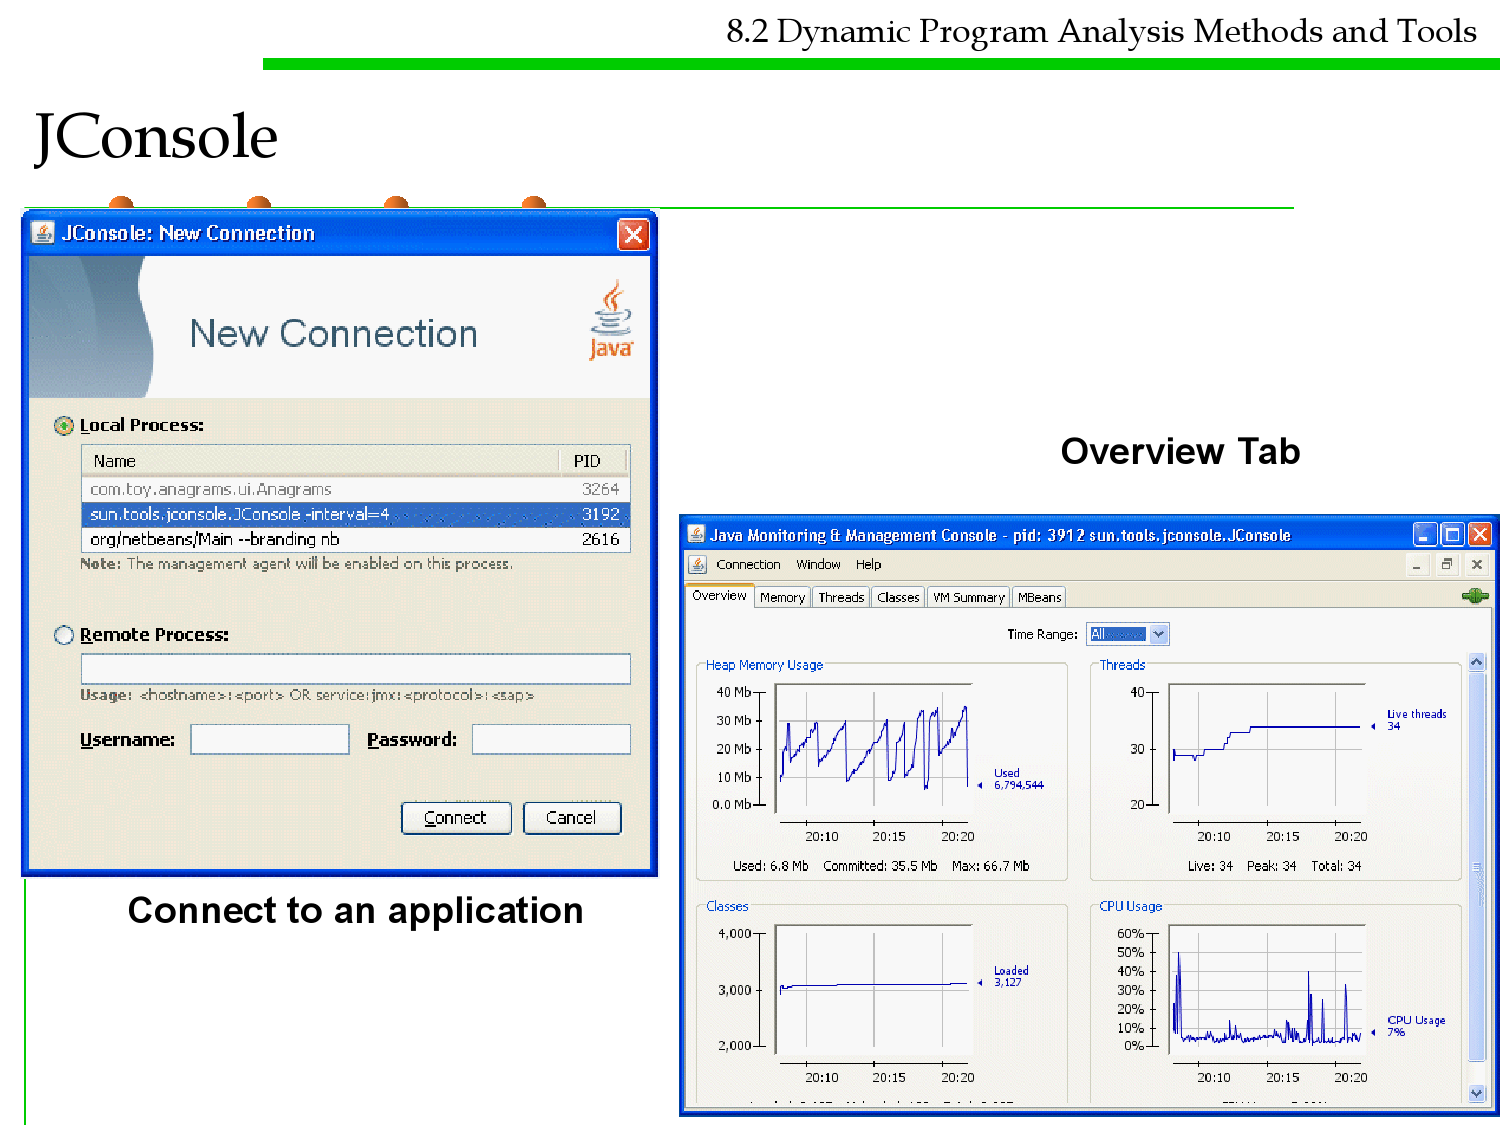 8.2 Dynamic Program Analysis Methods and Tools
JConsole
JConsole: New Connection
New Connection
Java
Local Process:
Name PID
com.toy.anagrams.ui.Anagrams 3264
sun.tools.jconsole.JConsole -interval=4 3192
org/netbeans/Main --branding nb 2616
Note: The management agent will be enabled on this process.
Remote Process:
Usage: <hostname>:<port> OR service:jmx:<protocol>:<sap>
Username: Password:
Connect Cancel
Connect to an application
Overview Tab
Java Monitoring & Management Console - pid: 3912 sun.tools.jconsole.JConsole
Connection Window Help
Overview Memory Threads Classes VM Summary MBeans
Time Range: All
Heap Memory Usage
40 Mb
30 Mb
20 Mb
10 Mb
0.0 Mb
Used
6,794,544
20:10 20:15 20:20
Used: 6.8 Mb Committed: 35.5 Mb Max: 66.7 Mb
Threads
40
30
20
Live threads
34
20:10 20:15 20:20
Live: 34 Peak: 34 Total: 34
Classes
4,000
3,000
2,000
Loaded
3,127
20:10 20:15 20:20
CPU Usage
60%
50%
40%
30%
20%
10%
0%
CPU Usage
7%
20:10 20:15 20:20